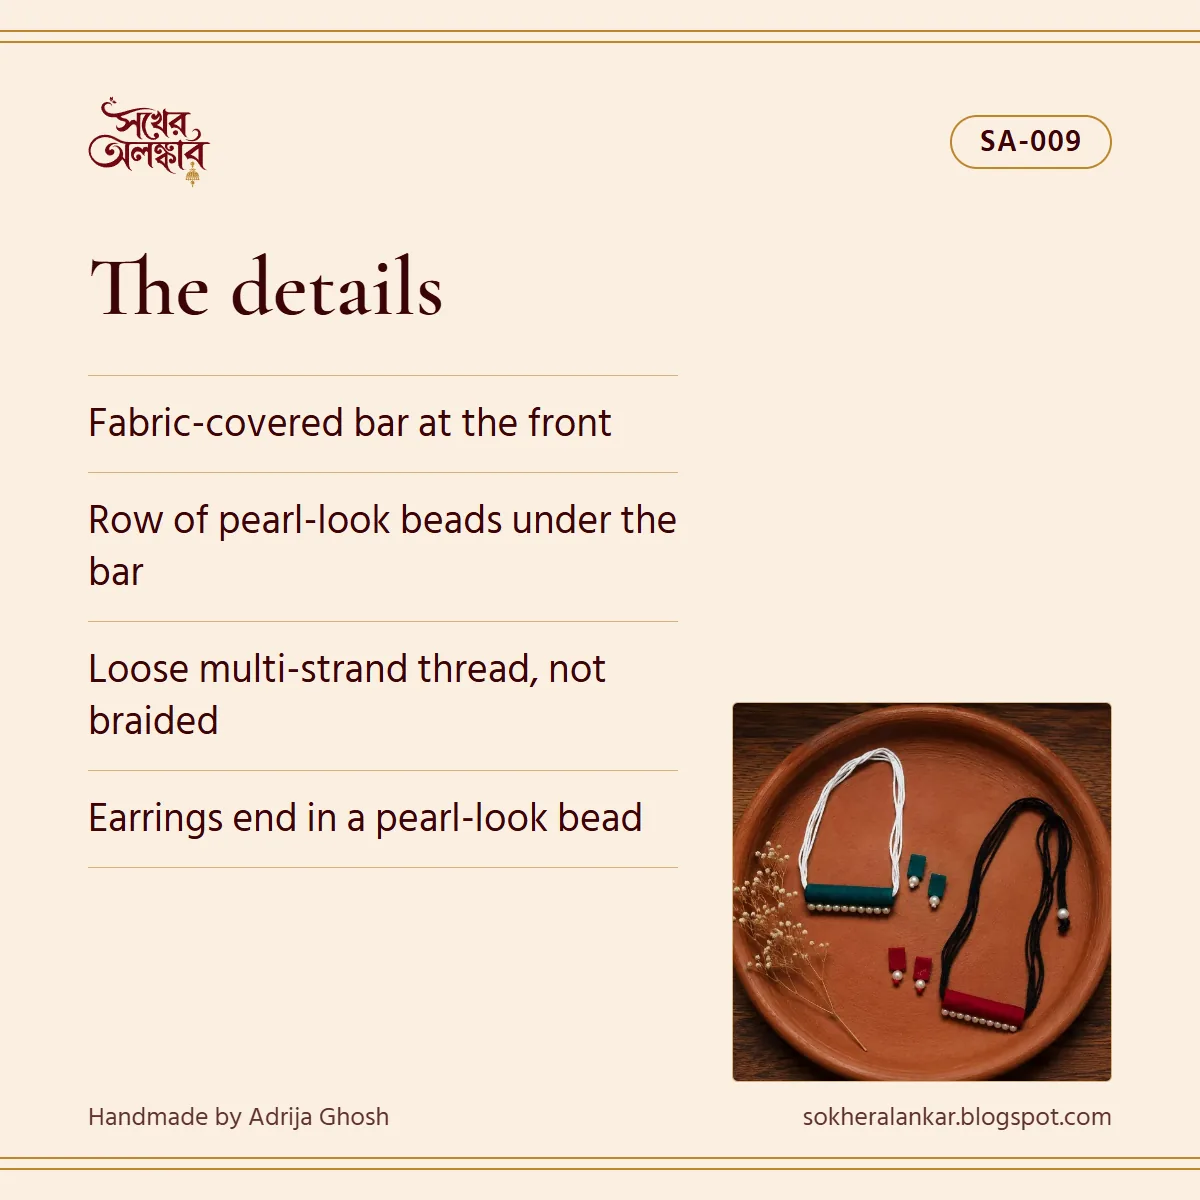 সখের
অলঙ্কার
SA-009
The details
Fabric-covered bar at the front
Row of pearl-look beads under the
bar
Loose multi-strand thread, not
braided
Earrings end in a pearl-look bead
Handmade by Adrija Ghosh
sokheralankar.blogspot.com